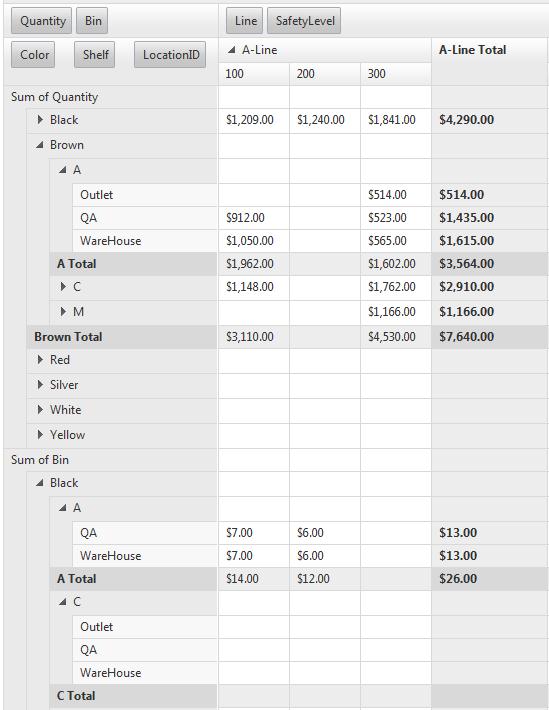 Quantity Bin Line SafetyLevel
Color Shelf LocationID A-Line A-Line Total
100 200 300
Sum of Quantity
Black $1,209.00 $1,240.00 $1,841.00 $4,290.00
Brown
A
Outlet $514.00 $514.00
QA $912.00 $523.00 $1,435.00
WareHouse $1,050.00 $565.00 $1,615.00
A Total $1,962.00 $1,602.00 $3,564.00
C $1,148.00 $1,762.00 $2,910.00
M $1,166.00 $1,166.00
Brown Total $3,110.00 $4,530.00 $7,640.00
Red
Silver
White
Yellow
Sum of Bin
Black
A
QA $7.00 $6.00 $13.00
WareHouse $7.00 $6.00 $13.00
A Total $14.00 $12.00 $26.00
C
Outlet
QA
WareHouse
C Total